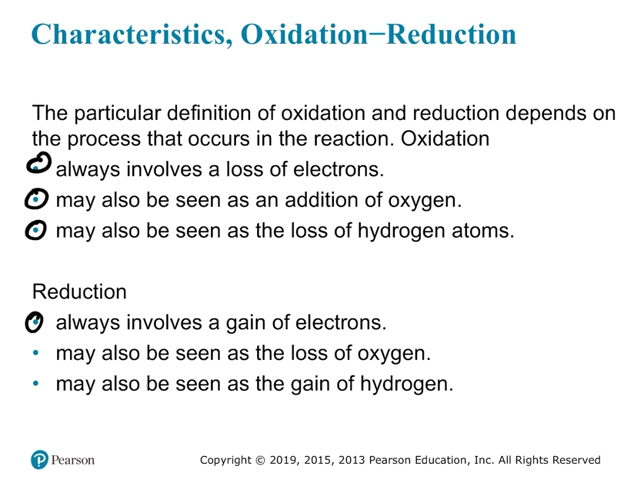 Characteristics, Oxidation−Reduction
The particular definition of oxidation and reduction depends on
the process that occurs in the reaction. Oxidation
• always involves a loss of electrons.
• may also be seen as an addition of oxygen.
• may also be seen as the loss of hydrogen atoms.
Reduction
• always involves a gain of electrons.
• may also be seen as the loss of oxygen.
• may also be seen as the gain of hydrogen.
Pearson
Copyright © 2019, 2015, 2013 Pearson Education, Inc. All Rights Reserved